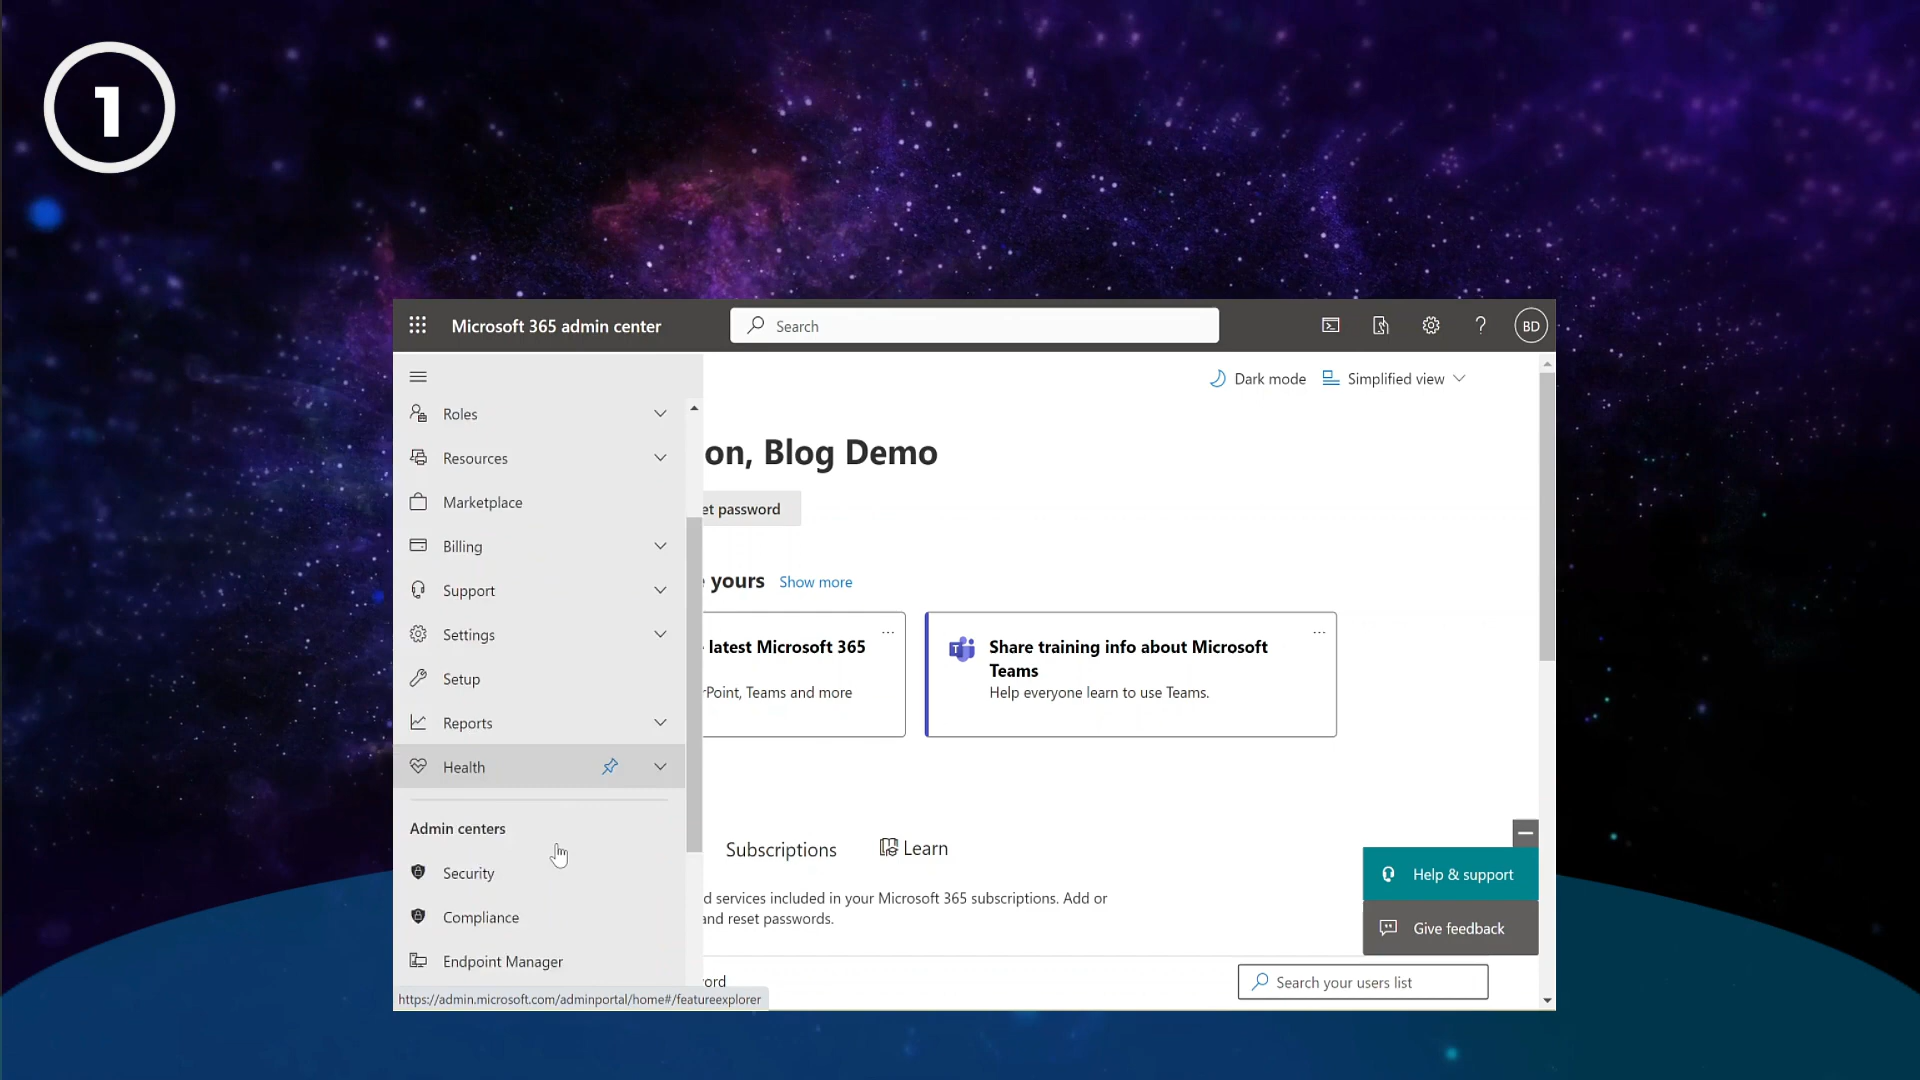 1
Microsoft 365 admin center
Search
BD
Dark mode
Simplified view
Roles
Resources
Marketplace
Billing
Support
Settings
Setup
Reports
Health
Admin centers
Security
Compliance
Endpoint Manager
on, Blog Demo
et password
yours
Show more
latest Microsoft 365
Point, Teams and more
Share training info about Microsoft
Teams
Help everyone learn to use Teams.
Subscriptions
Learn
d services included in your Microsoft 365 subscriptions. Add or
and reset passwords.
Help & support
Give feedback
ord
Search your users list
https://admin.microsoft.com/adminportal/home#/featureexplorer